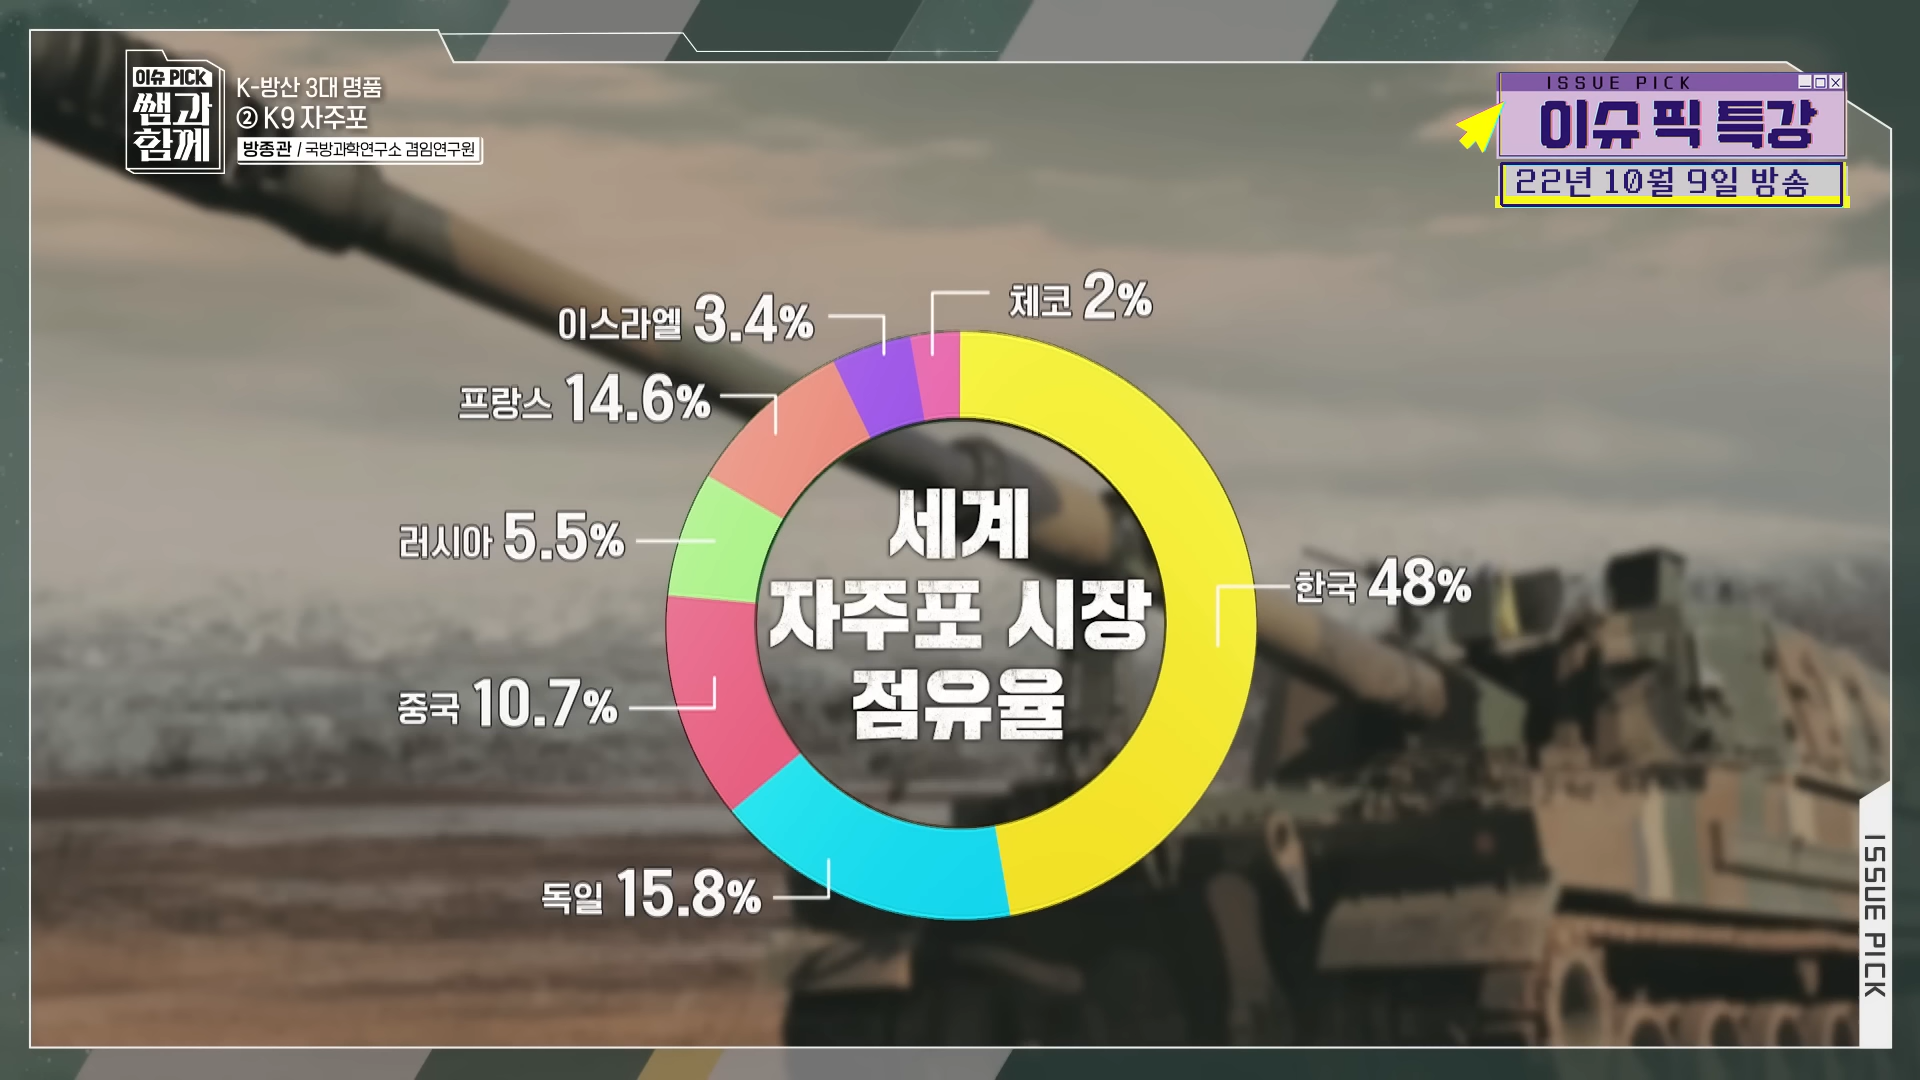 이슈 PICK
쌤과
함께
K-방산 3대 명품
② K9 자주포
방종관 / 국방과학연구소 겸임연구원
ISSUE PICK
이슈 픽 특강
22년 10월 9일 방송
체코 2%
이스라엘 3.4%
프랑스 14.6%
러시아 5.5%
한국 48%
중국 10.7%
독일 15.8%
세계
자주포 시장
점유율
ISSUE PICK